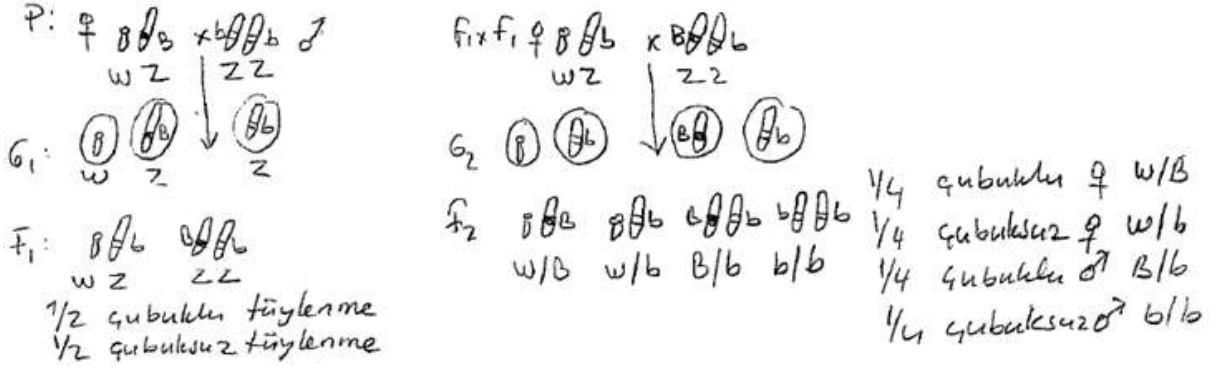 P: ♀ B x b b ♂
W Z Z Z
G₁: B b
W Z Z
F₁: b B b
W Z Z Z
1/2 çubuklu tüylenme
1/2 çubuksuz tüylenme
F₁xF₁ ♀ b x B b
W Z Z Z
G₂ b B b
F₂ B b B b b b
W/B W/b B/b b/b
1/4 çubuklu ♀ W/B
1/4 çubuksuz ♀ W/b
1/4 çubuklu ♂ B/b
1/4 çubuksuz ♂ b/b